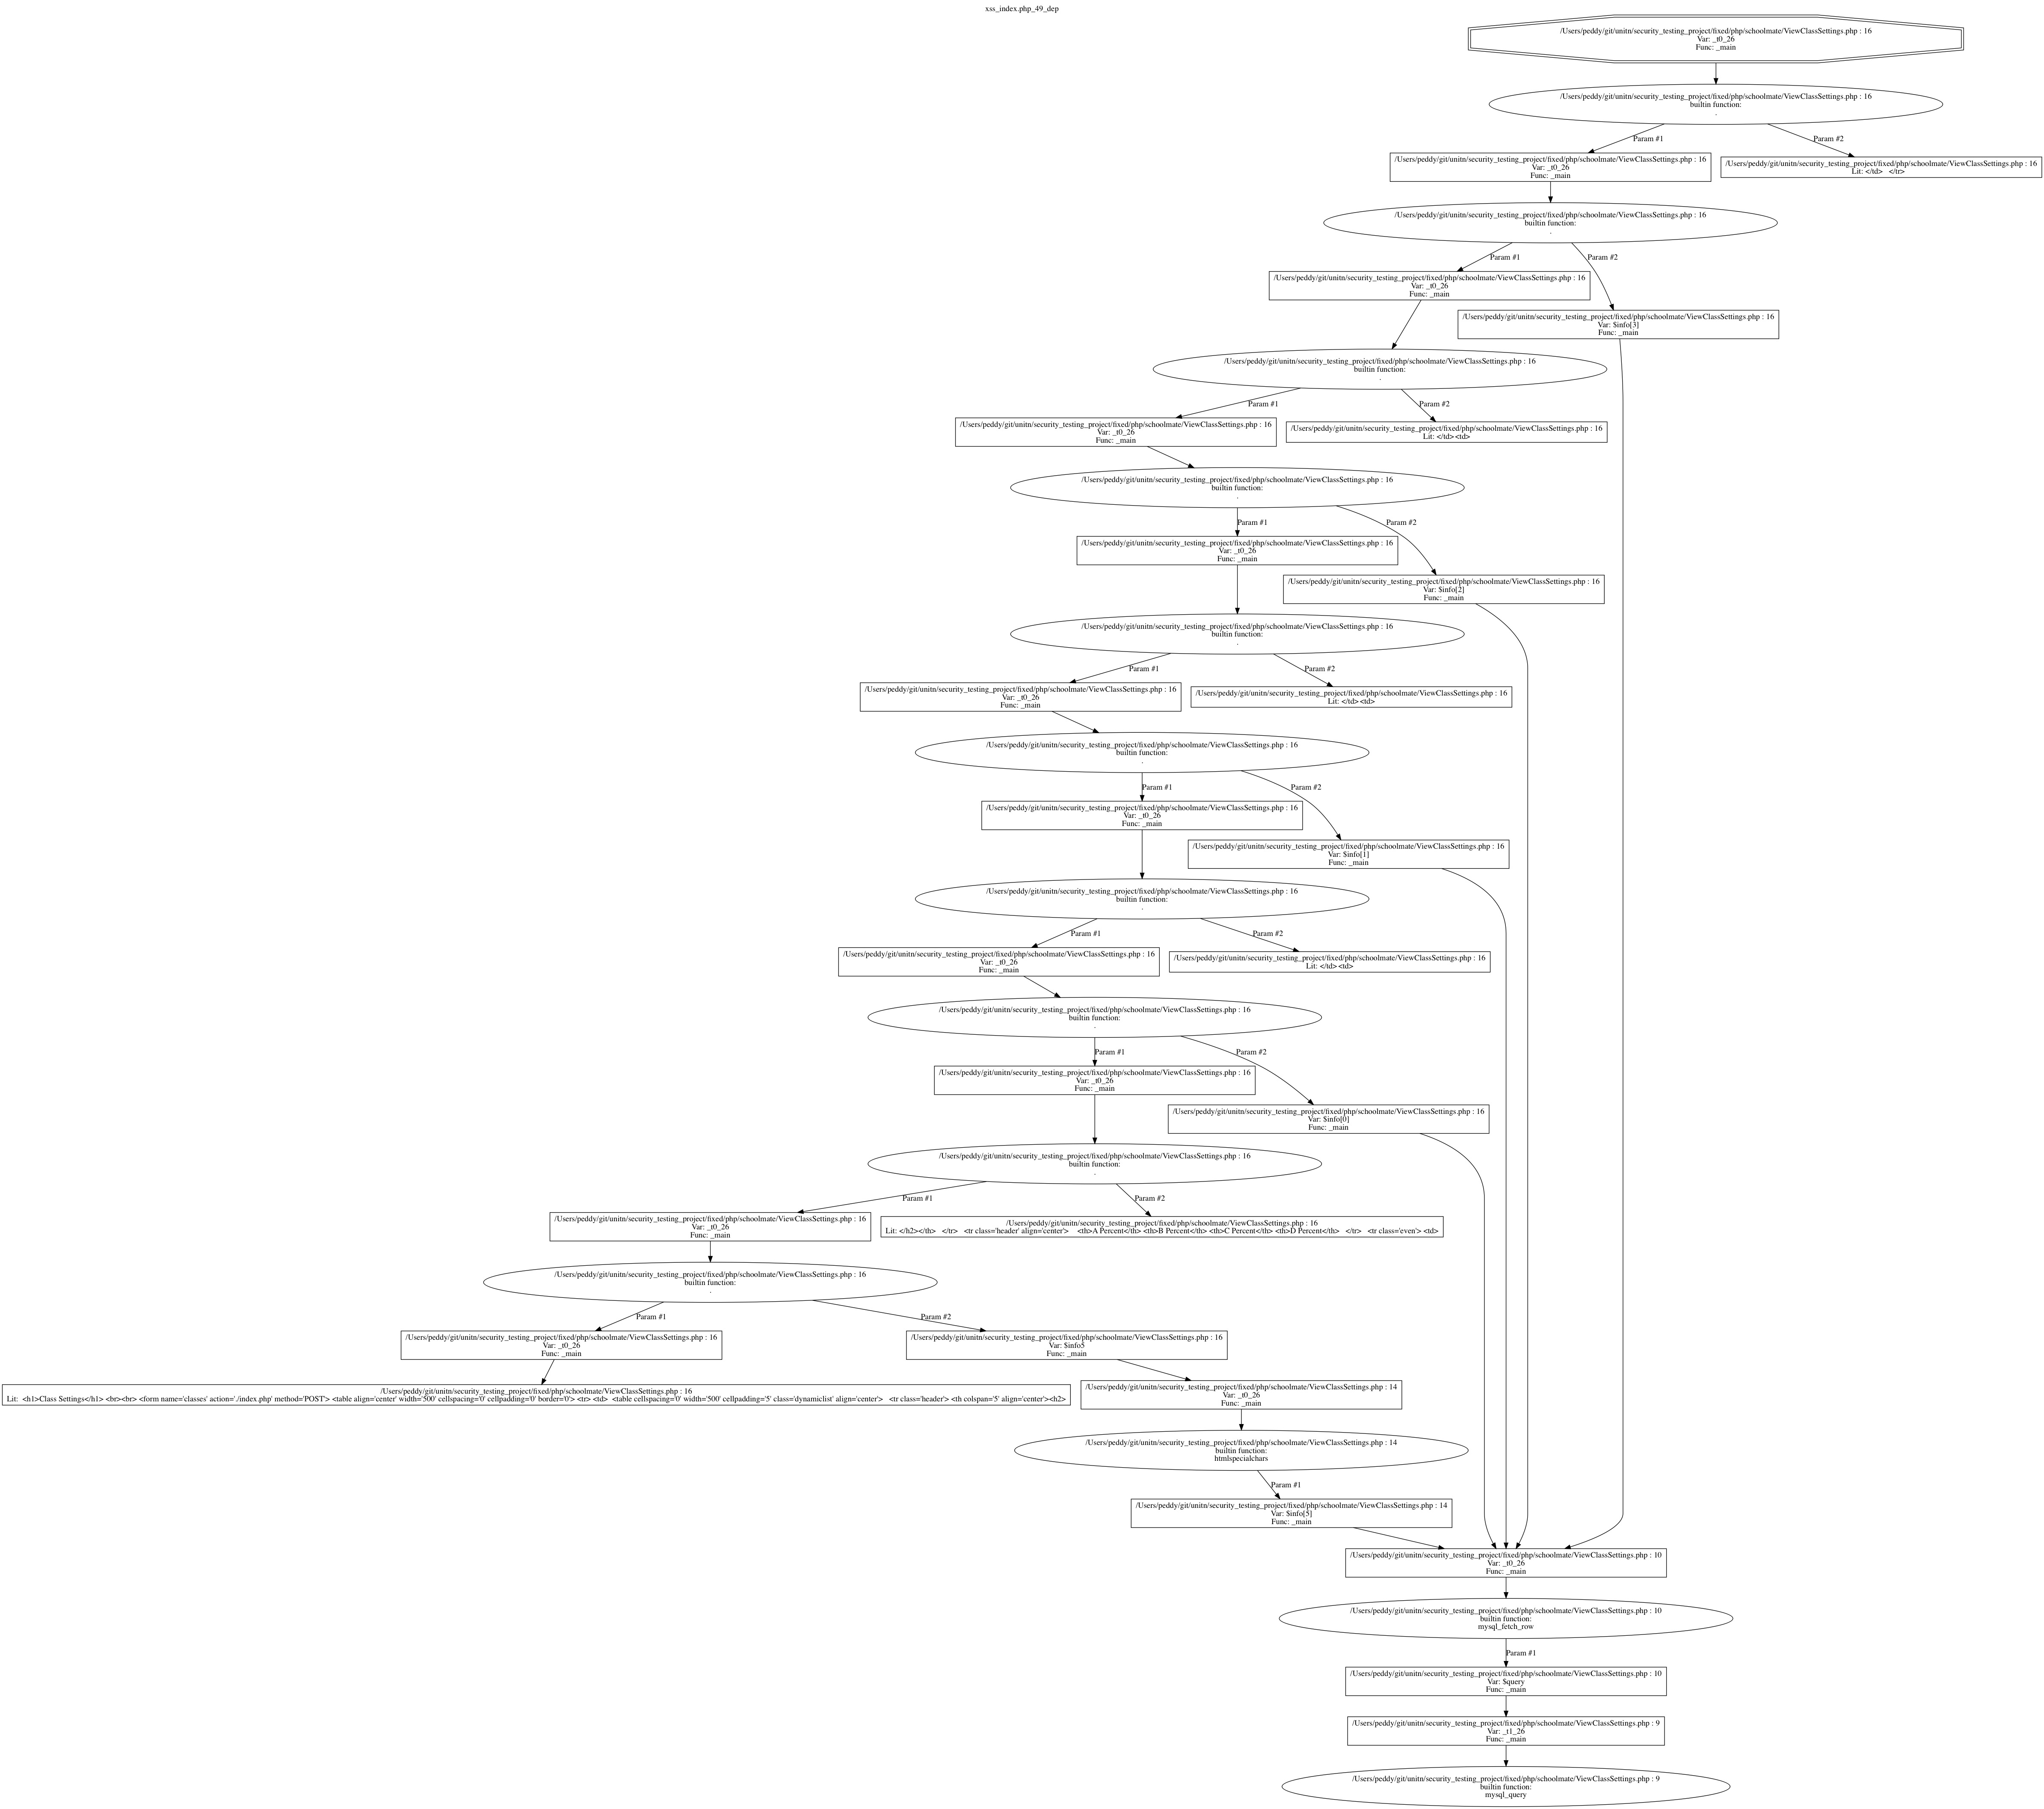 xss_index.php_49_dep
/Users/peddy/git/unitn/security_testing_project/fixed/php/schoolmate/ViewClassSettings.php : 16
Var: _t0_26
Func: _main
/Users/peddy/git/unitn/security_testing_project/fixed/php/schoolmate/ViewClassSettings.php : 16
builtin function:
.
Param #1
Param #2
/Users/peddy/git/unitn/security_testing_project/fixed/php/schoolmate/ViewClassSettings.php : 16
Var: _t0_26
Func: _main
/Users/peddy/git/unitn/security_testing_project/fixed/php/schoolmate/ViewClassSettings.php : 16
Lit: </td>   </tr>
/Users/peddy/git/unitn/security_testing_project/fixed/php/schoolmate/ViewClassSettings.php : 16
builtin function:
.
Param #1
Param #2
/Users/peddy/git/unitn/security_testing_project/fixed/php/schoolmate/ViewClassSettings.php : 16
Var: _t0_26
Func: _main
/Users/peddy/git/unitn/security_testing_project/fixed/php/schoolmate/ViewClassSettings.php : 16
Var: $info[3]
Func: _main
/Users/peddy/git/unitn/security_testing_project/fixed/php/schoolmate/ViewClassSettings.php : 16
builtin function:
.
Param #1
Param #2
/Users/peddy/git/unitn/security_testing_project/fixed/php/schoolmate/ViewClassSettings.php : 16
Var: _t0_26
Func: _main
/Users/peddy/git/unitn/security_testing_project/fixed/php/schoolmate/ViewClassSettings.php : 16
Lit: </td><td>
/Users/peddy/git/unitn/security_testing_project/fixed/php/schoolmate/ViewClassSettings.php : 16
builtin function:
.
Param #1
Param #2
/Users/peddy/git/unitn/security_testing_project/fixed/php/schoolmate/ViewClassSettings.php : 16
Var: _t0_26
Func: _main
/Users/peddy/git/unitn/security_testing_project/fixed/php/schoolmate/ViewClassSettings.php : 16
Var: $info[2]
Func: _main
/Users/peddy/git/unitn/security_testing_project/fixed/php/schoolmate/ViewClassSettings.php : 16
builtin function:
.
Param #1
Param #2
/Users/peddy/git/unitn/security_testing_project/fixed/php/schoolmate/ViewClassSettings.php : 16
Var: _t0_26
Func: _main
/Users/peddy/git/unitn/security_testing_project/fixed/php/schoolmate/ViewClassSettings.php : 16
Lit: </td><td>
/Users/peddy/git/unitn/security_testing_project/fixed/php/schoolmate/ViewClassSettings.php : 16
builtin function:
.
Param #1
Param #2
/Users/peddy/git/unitn/security_testing_project/fixed/php/schoolmate/ViewClassSettings.php : 16
Var: _t0_26
Func: _main
/Users/peddy/git/unitn/security_testing_project/fixed/php/schoolmate/ViewClassSettings.php : 16
Var: $info[1]
Func: _main
/Users/peddy/git/unitn/security_testing_project/fixed/php/schoolmate/ViewClassSettings.php : 16
builtin function:
.
Param #1
Param #2
/Users/peddy/git/unitn/security_testing_project/fixed/php/schoolmate/ViewClassSettings.php : 16
Var: _t0_26
Func: _main
/Users/peddy/git/unitn/security_testing_project/fixed/php/schoolmate/ViewClassSettings.php : 16
Lit: </td><td>
/Users/peddy/git/unitn/security_testing_project/fixed/php/schoolmate/ViewClassSettings.php : 16
builtin function:
.
Param #1
Param #2
/Users/peddy/git/unitn/security_testing_project/fixed/php/schoolmate/ViewClassSettings.php : 16
Var: _t0_26
Func: _main
/Users/peddy/git/unitn/security_testing_project/fixed/php/schoolmate/ViewClassSettings.php : 16
Var: $info[0]
Func: _main
/Users/peddy/git/unitn/security_testing_project/fixed/php/schoolmate/ViewClassSettings.php : 16
builtin function:
.
Param #1
Param #2
/Users/peddy/git/unitn/security_testing_project/fixed/php/schoolmate/ViewClassSettings.php : 16
Var: _t0_26
Func: _main
/Users/peddy/git/unitn/security_testing_project/fixed/php/schoolmate/ViewClassSettings.php : 16
Lit: </h2></th>   </tr>   <tr class='header' align='center'>    <th>A Percent</th> <th>B Percent</th> <th>C Percent</th> <th>D Percent</th>   </tr>   <tr class='even'> <td>
/Users/peddy/git/unitn/security_testing_project/fixed/php/schoolmate/ViewClassSettings.php : 16
builtin function:
.
Param #1
Param #2
/Users/peddy/git/unitn/security_testing_project/fixed/php/schoolmate/ViewClassSettings.php : 16
Var: _t0_26
Func: _main
/Users/peddy/git/unitn/security_testing_project/fixed/php/schoolmate/ViewClassSettings.php : 16
Var: $info5
Func: _main
/Users/peddy/git/unitn/security_testing_project/fixed/php/schoolmate/ViewClassSettings.php : 16
Lit:  <h1>Class Settings</h1> <br><br> <form name='classes' action='./index.php' method='POST'> <table align='center' width='500' cellspacing='0' cellpadding='0' border='0'> <tr> <td>  <table cellspacing='0' width='500' cellpadding='5' class='dynamiclist' align='center'>   <tr class='header'> <th colspan='5' align='center'><h2>
/Users/peddy/git/unitn/security_testing_project/fixed/php/schoolmate/ViewClassSettings.php : 14
Var: _t0_26
Func: _main
/Users/peddy/git/unitn/security_testing_project/fixed/php/schoolmate/ViewClassSettings.php : 14
builtin function:
htmlspecialchars
Param #1
/Users/peddy/git/unitn/security_testing_project/fixed/php/schoolmate/ViewClassSettings.php : 14
Var: $info[5]
Func: _main
/Users/peddy/git/unitn/security_testing_project/fixed/php/schoolmate/ViewClassSettings.php : 10
Var: _t0_26
Func: _main
/Users/peddy/git/unitn/security_testing_project/fixed/php/schoolmate/ViewClassSettings.php : 10
builtin function:
mysql_fetch_row
Param #1
/Users/peddy/git/unitn/security_testing_project/fixed/php/schoolmate/ViewClassSettings.php : 10
Var: $query
Func: _main
/Users/peddy/git/unitn/security_testing_project/fixed/php/schoolmate/ViewClassSettings.php : 9
Var: _t1_26
Func: _main
/Users/peddy/git/unitn/security_testing_project/fixed/php/schoolmate/ViewClassSettings.php : 9
builtin function:
mysql_query